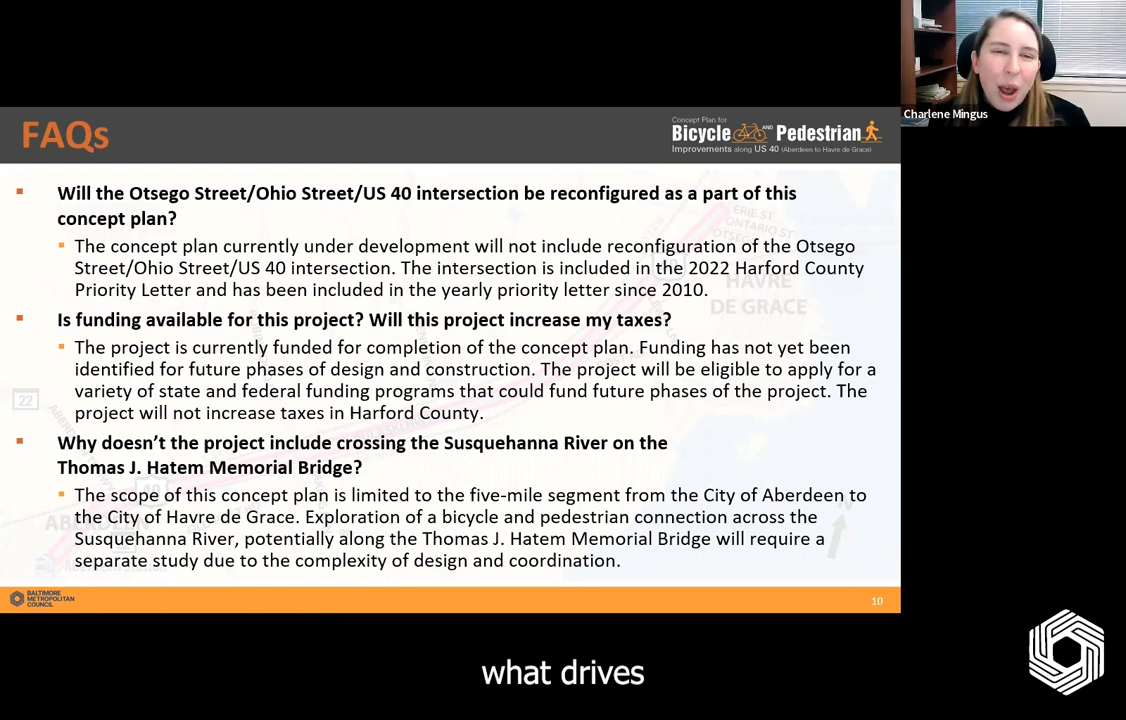 Charlene Mingus
FAQs
Concept Plan for
Bicycle AND Pedestrian
Improvements along US 40 (Aberdeen to Havre de Grace)
Will the Otsego Street/Ohio Street/US 40 intersection be reconfigured as a part of this
concept plan?
The concept plan currently under development will not include reconfiguration of the Otsego
Street/Ohio Street/US 40 intersection. The intersection is included in the 2022 Harford County
Priority Letter and has been included in the yearly priority letter since 2010.
Is funding available for this project? Will this project increase my taxes?
The project is currently funded for completion of the concept plan. Funding has not yet been
identified for future phases of design and construction. The project will be eligible to apply for a
variety of state and federal funding programs that could fund future phases of the project. The
project will not increase taxes in Harford County.
Why doesn't the project include crossing the Susquehanna River on the
Thomas J. Hatem Memorial Bridge?
The scope of this concept plan is limited to the five-mile segment from the City of Aberdeen to
the City of Havre de Grace. Exploration of a bicycle and pedestrian connection across the
Susquehanna River, potentially along the Thomas J. Hatem Memorial Bridge will require a
separate study due to the complexity of design and coordination.
ERIE ST
ONTARIO ST
HAVRE
DE GRACE
22
ABERDEEN
BALTIMORE
METROPOLITAN
COUNCIL
10
what drives